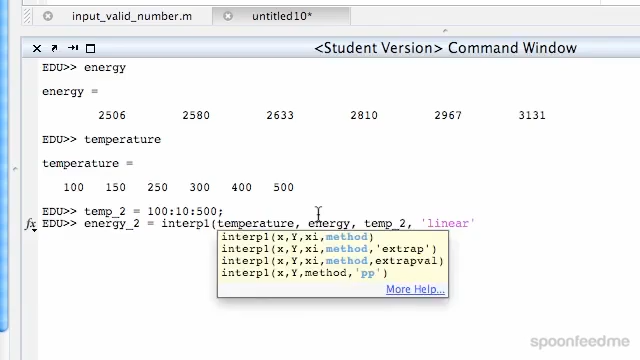 input_valid_number.m untitled10*
<Student Version> Command Window
EDU>> energy
energy =
2506 2580 2633 2810 2967 3131
EDU>> temperature
temperature =
100 150 250 300 400 500
EDU>> temp_2 = 100:10:500;
fx EDU>> energy_2 = interp1(temperature, energy, temp_2, 'linear'
interp1(x,Y,xi,method)
interp1(x,Y,xi,method,'extrap')
interp1(x,Y,xi,method,extrapval)
interp1(x,Y,method,'pp')
More Help...
spoonfeedme